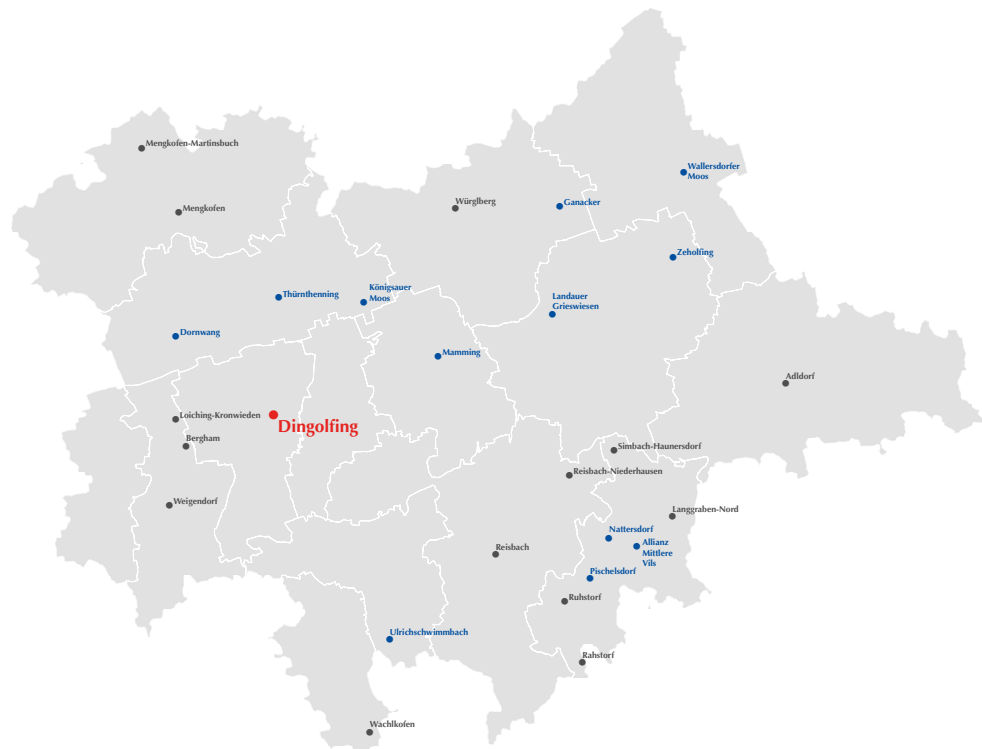 Mengkofen-Martinsbuch
Wallersdorfer
Moos
Würglberg
Ganacker
Mengkofen
Zeholfing
Königsauer
Moos
Thürnthenning
Landauer
Grieswiesen
Dornwang
Mamming
Adldorf
Loiching-Kronwieden
Dingolfing
Bergham
Simbach-Haunersdorf
Reisbach-Niederhausen
Weigendorf
Langgraben-Nord
Nattersdorf
Allianz
Mittlere
Vils
Reisbach
Pischelsdorf
Ruhstorf
Ulrichschwimmbach
Rahstorf
Wachlkofen